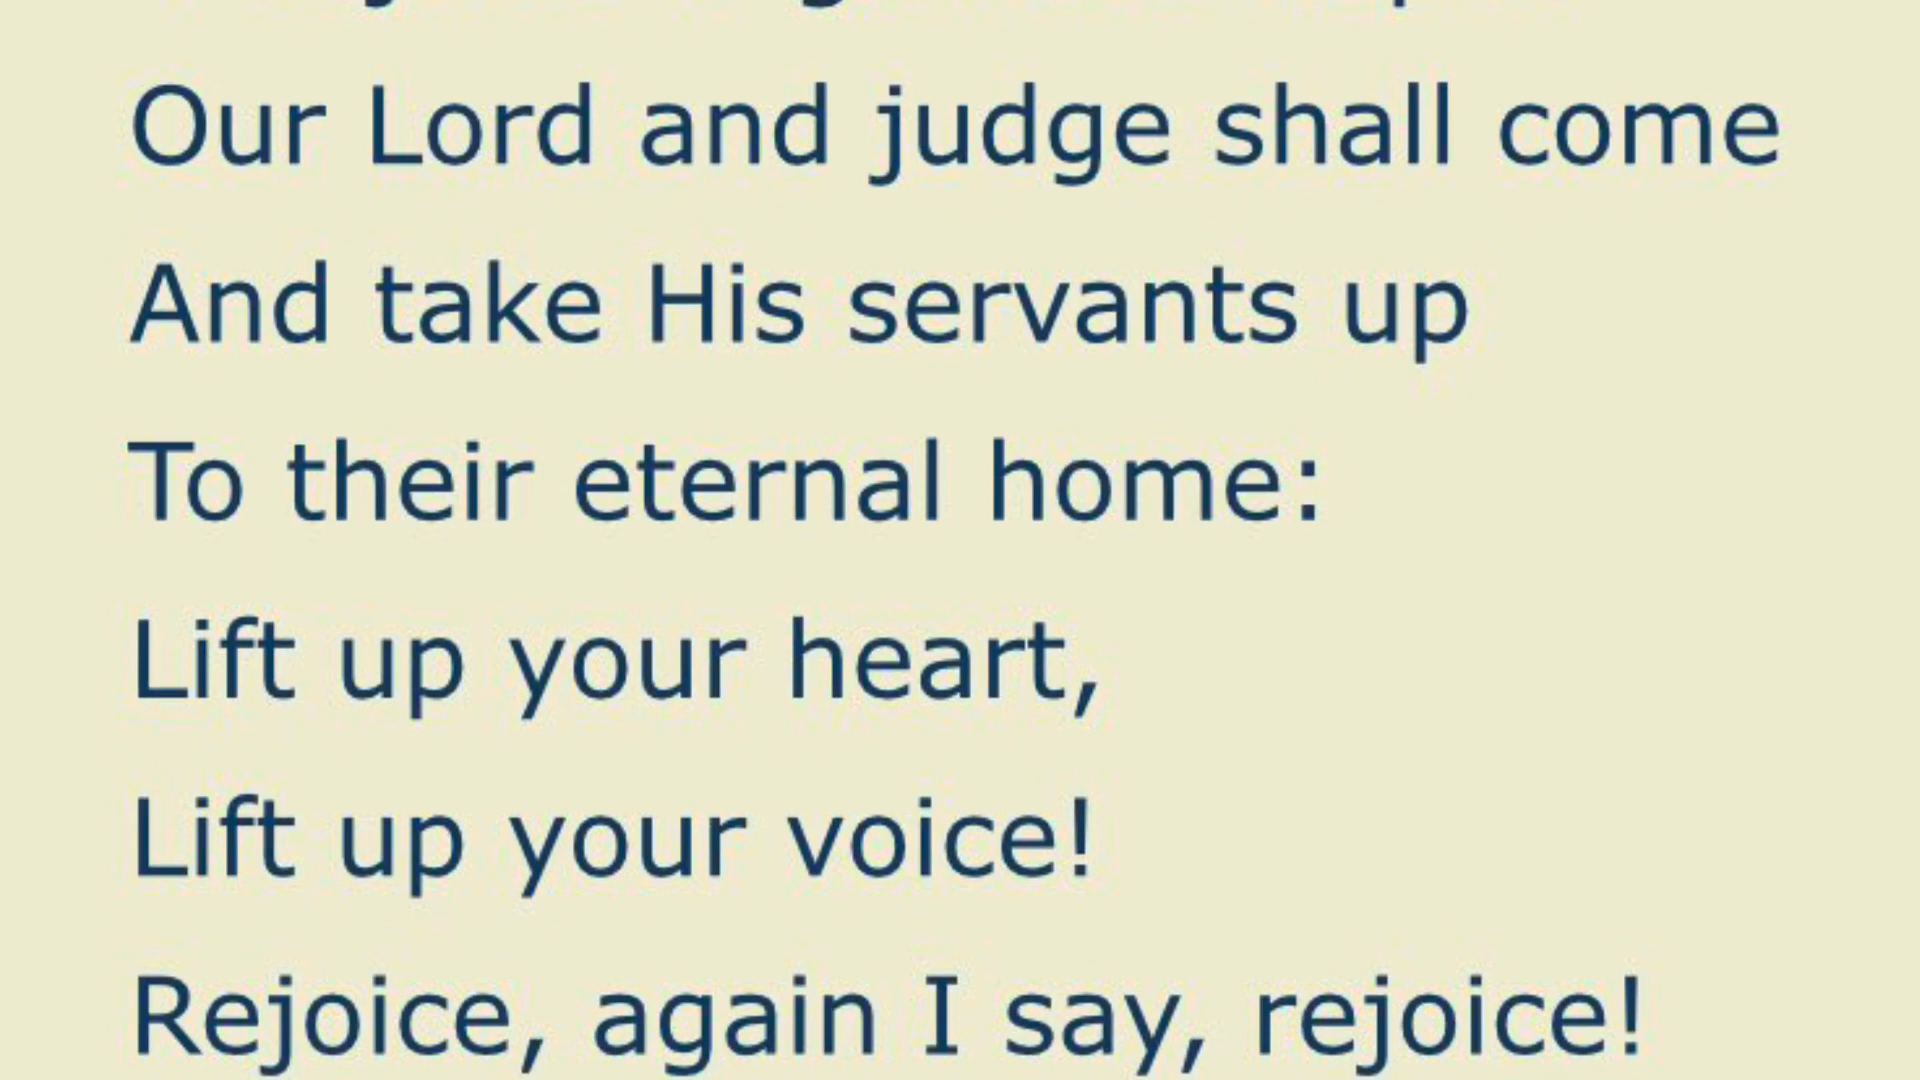 Our Lord and judge shall come
And take His servants up
To their eternal home:
Lift up your heart,
Lift up your voice!
Rejoice, again I say, rejoice!